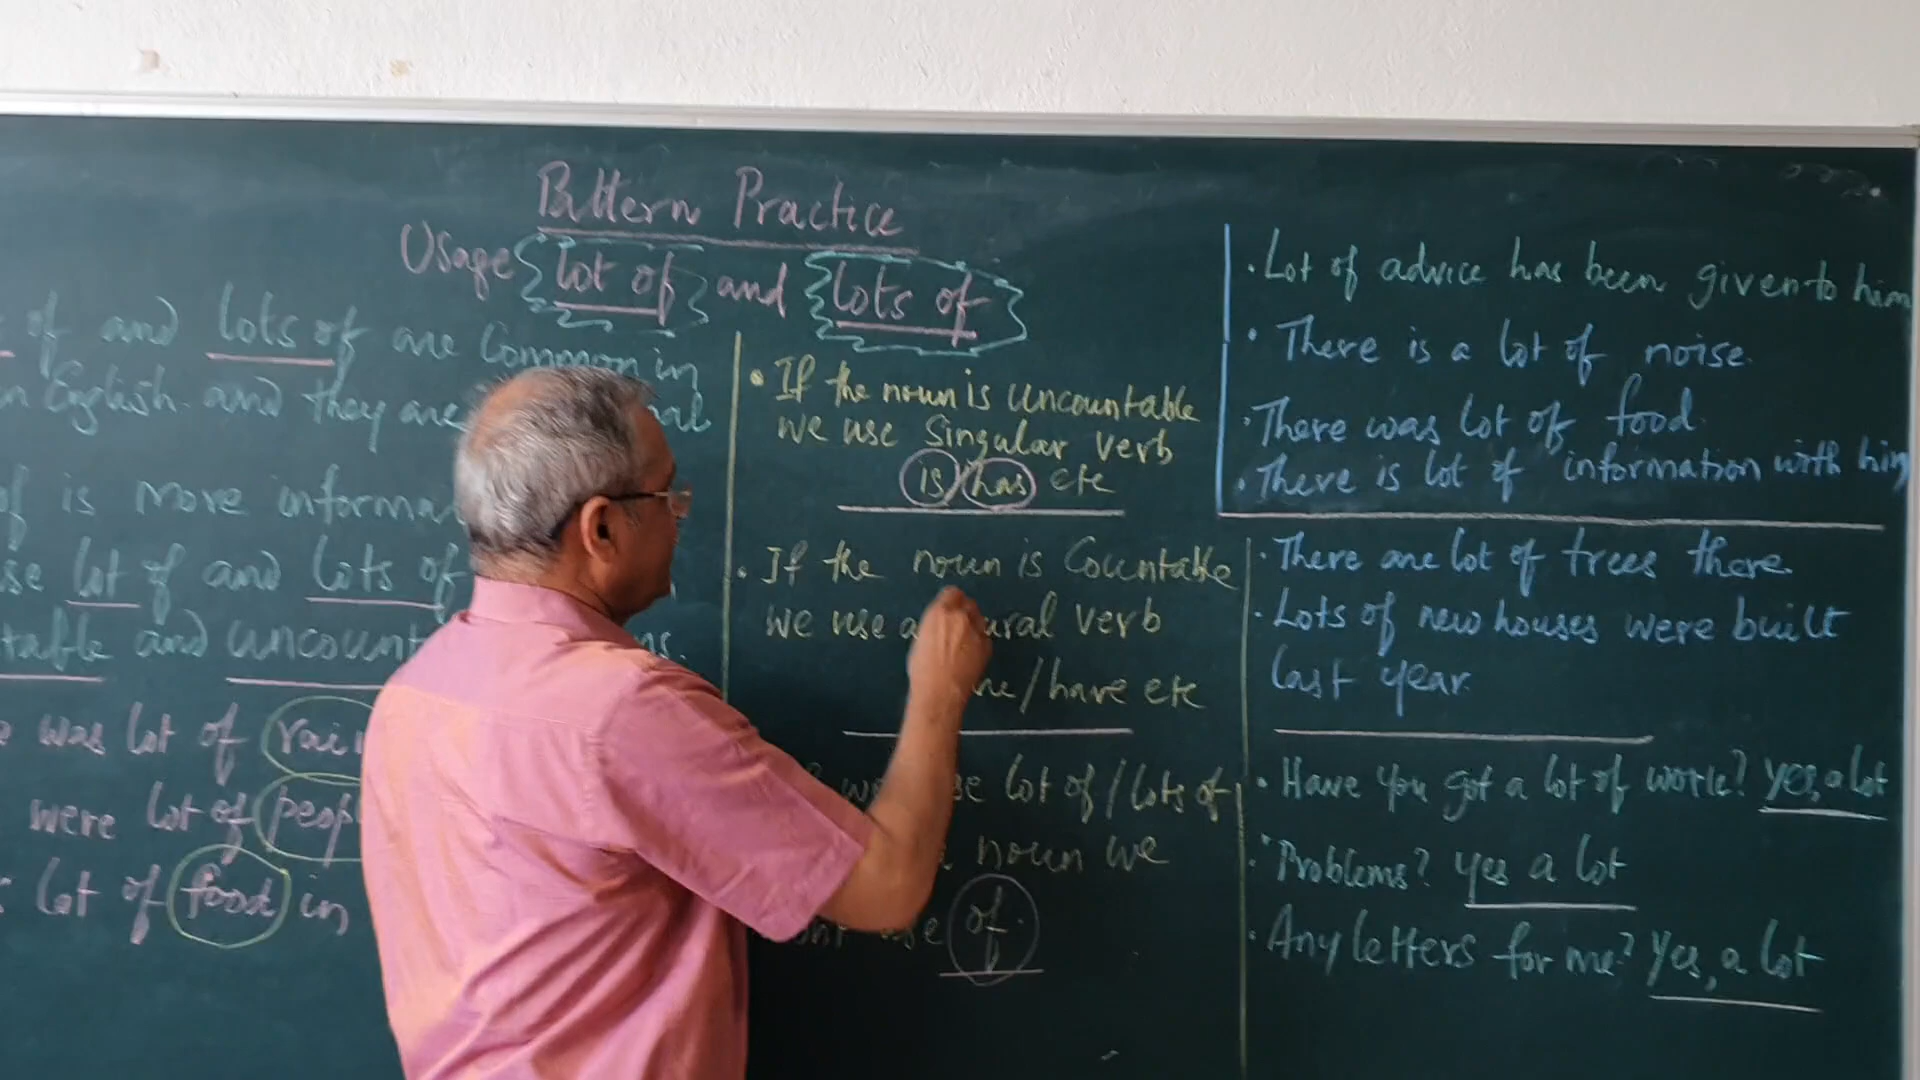 Pattern Practice
Usage lot of and lots of
of and lots of are Common in
English and they are
of is more
lot of and lots of
and
was lot of
were lot of
lot of food in
• If the noun is uncountable
we use Singular verb
is/has etc
• If the noun is Countable
we use a verb
/have etc
lot of/lots of
noun we
use of.
• Lot of advice has been given to him
• There is a lot of noise.
• There was lot of food.
• There is lot of information with him
• There are lot of trees there.
• Lots of new houses were built
last year.
• Have you got a lot of work? yes, a lot
• Problems? yes a lot
• Any letters for me? Yes, a lot